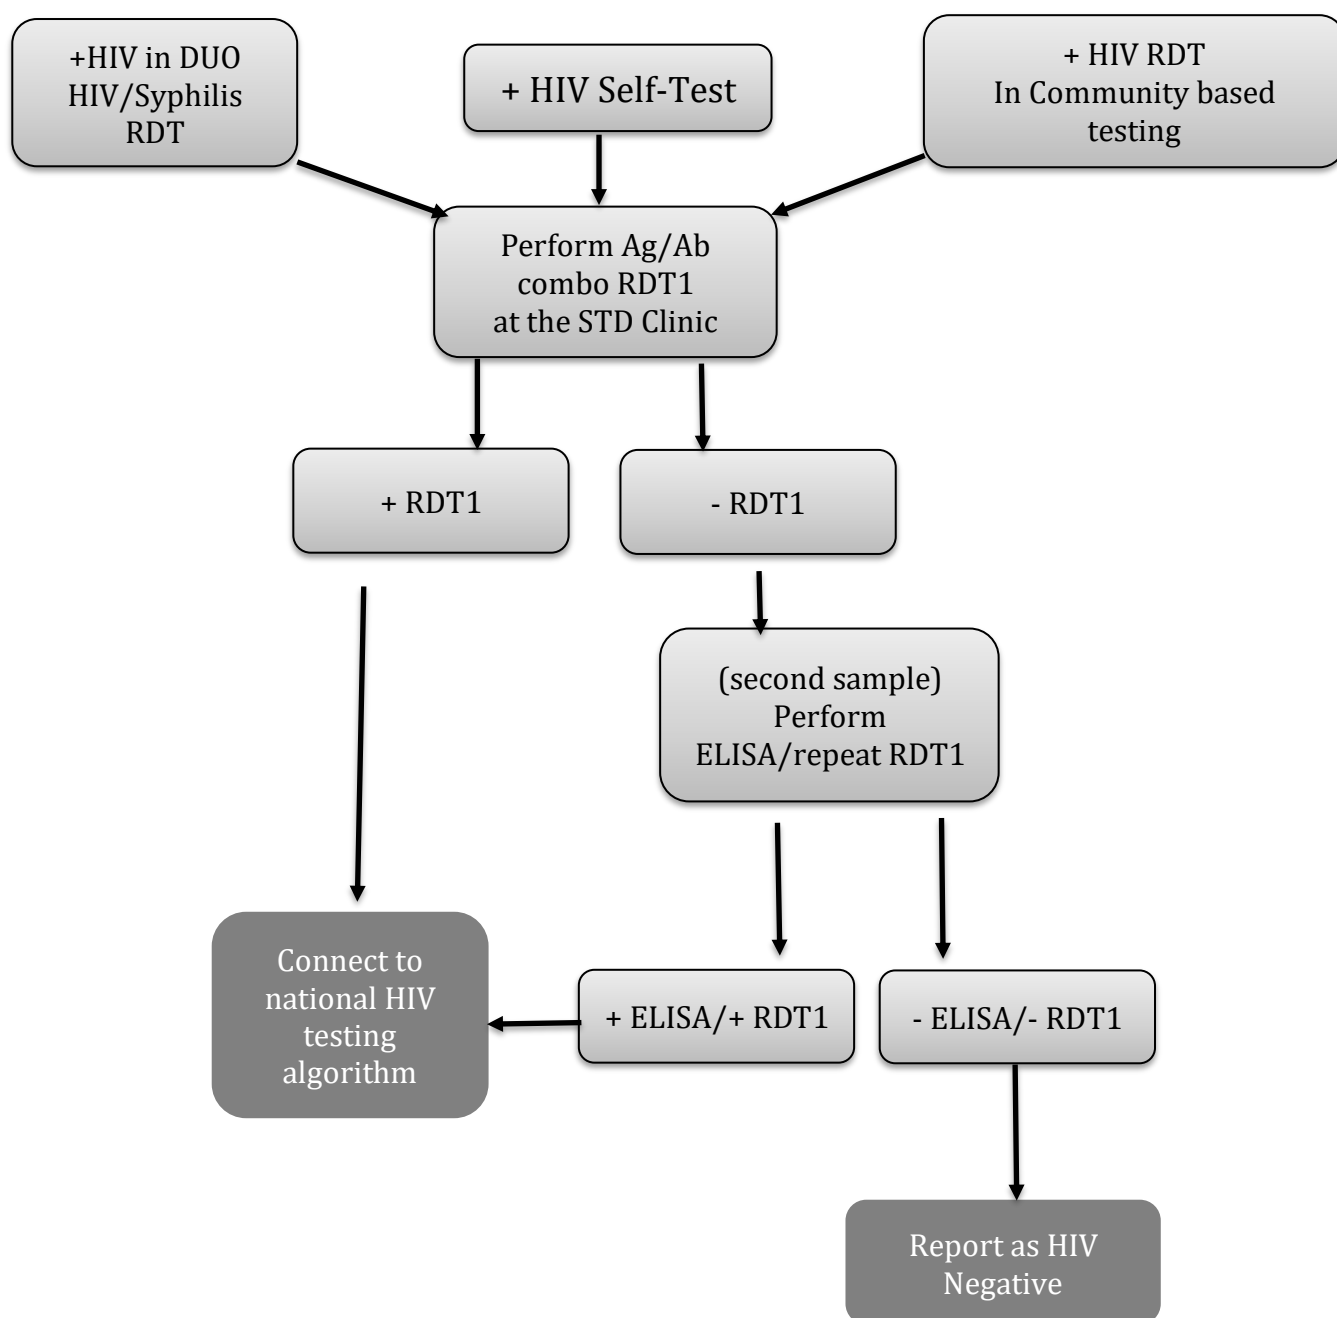 +HIV in DUO
HIV/Syphilis
RDT
+ HIV Self-Test
+ HIV RDT
In Community based
testing
Perform Ag/Ab
combo RDT1
at the STD Clinic
+ RDT1
- RDT1
(second sample)
Perform
ELISA/repeat RDT1
Connect to
national HIV
testing
algorithm
+ ELISA/+ RDT1
- ELISA/- RDT1
Report as HIV
Negative